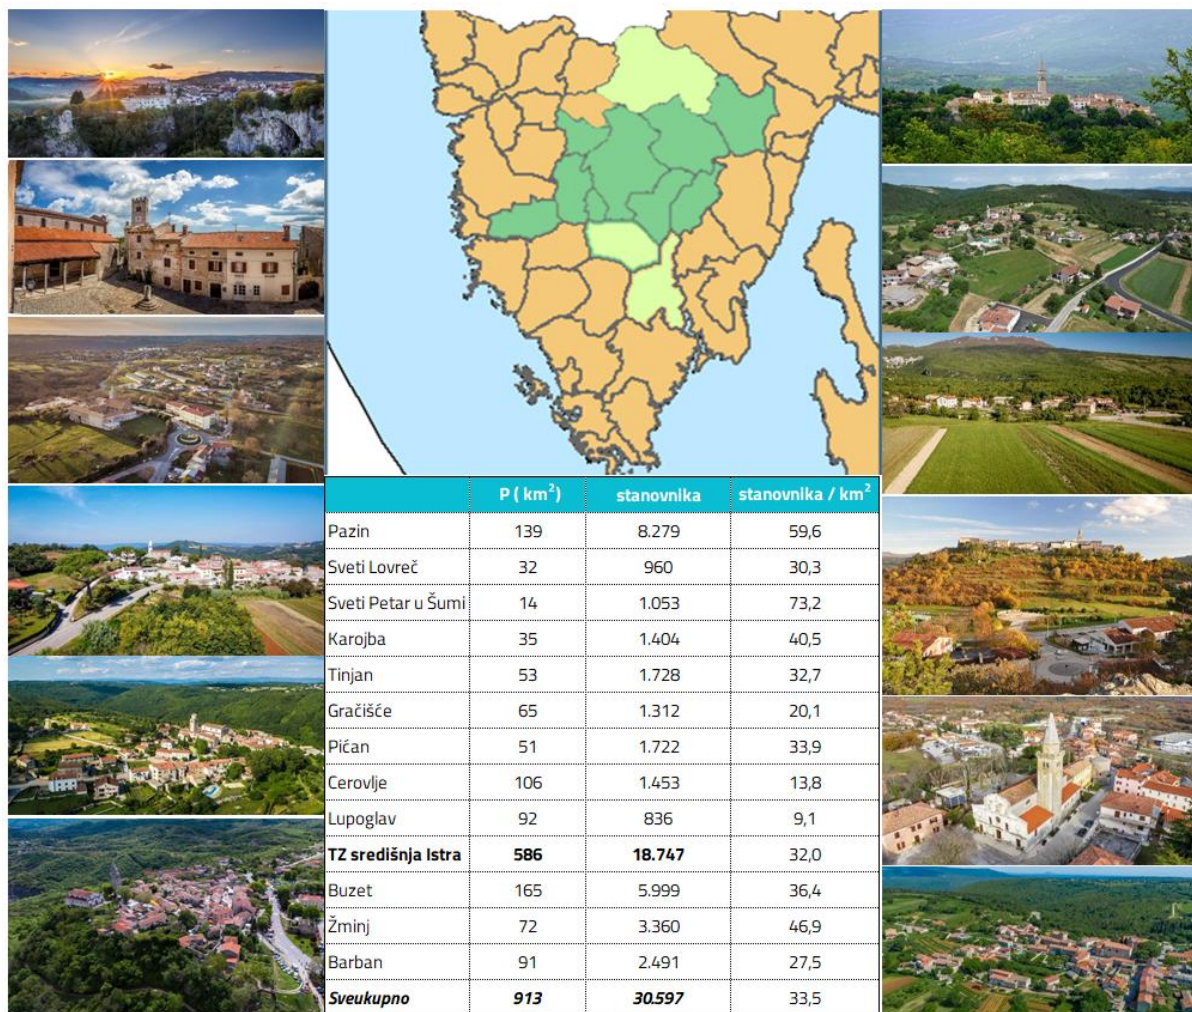 P ( km²) stanovnika stanovnika / km²
Pazin 139 8.279 59,6
Sveti Lovreč 32 960 30,3
Sveti Petar u Šumi 14 1.053 73,2
Karojba 35 1.404 40,5
Tinjan 53 1.728 32,7
Gračišće 65 1.312 20,1
Pićan 51 1.722 33,9
Cerovlje 106 1.453 13,8
Lupoglav 92 836 9,1
TZ središnja Istra 586 18.747 32,0
Buzet 165 5.999 36,4
Žminj 72 3.360 46,9
Barban 91 2.491 27,5
Sveukupno 913 30.597 33,5